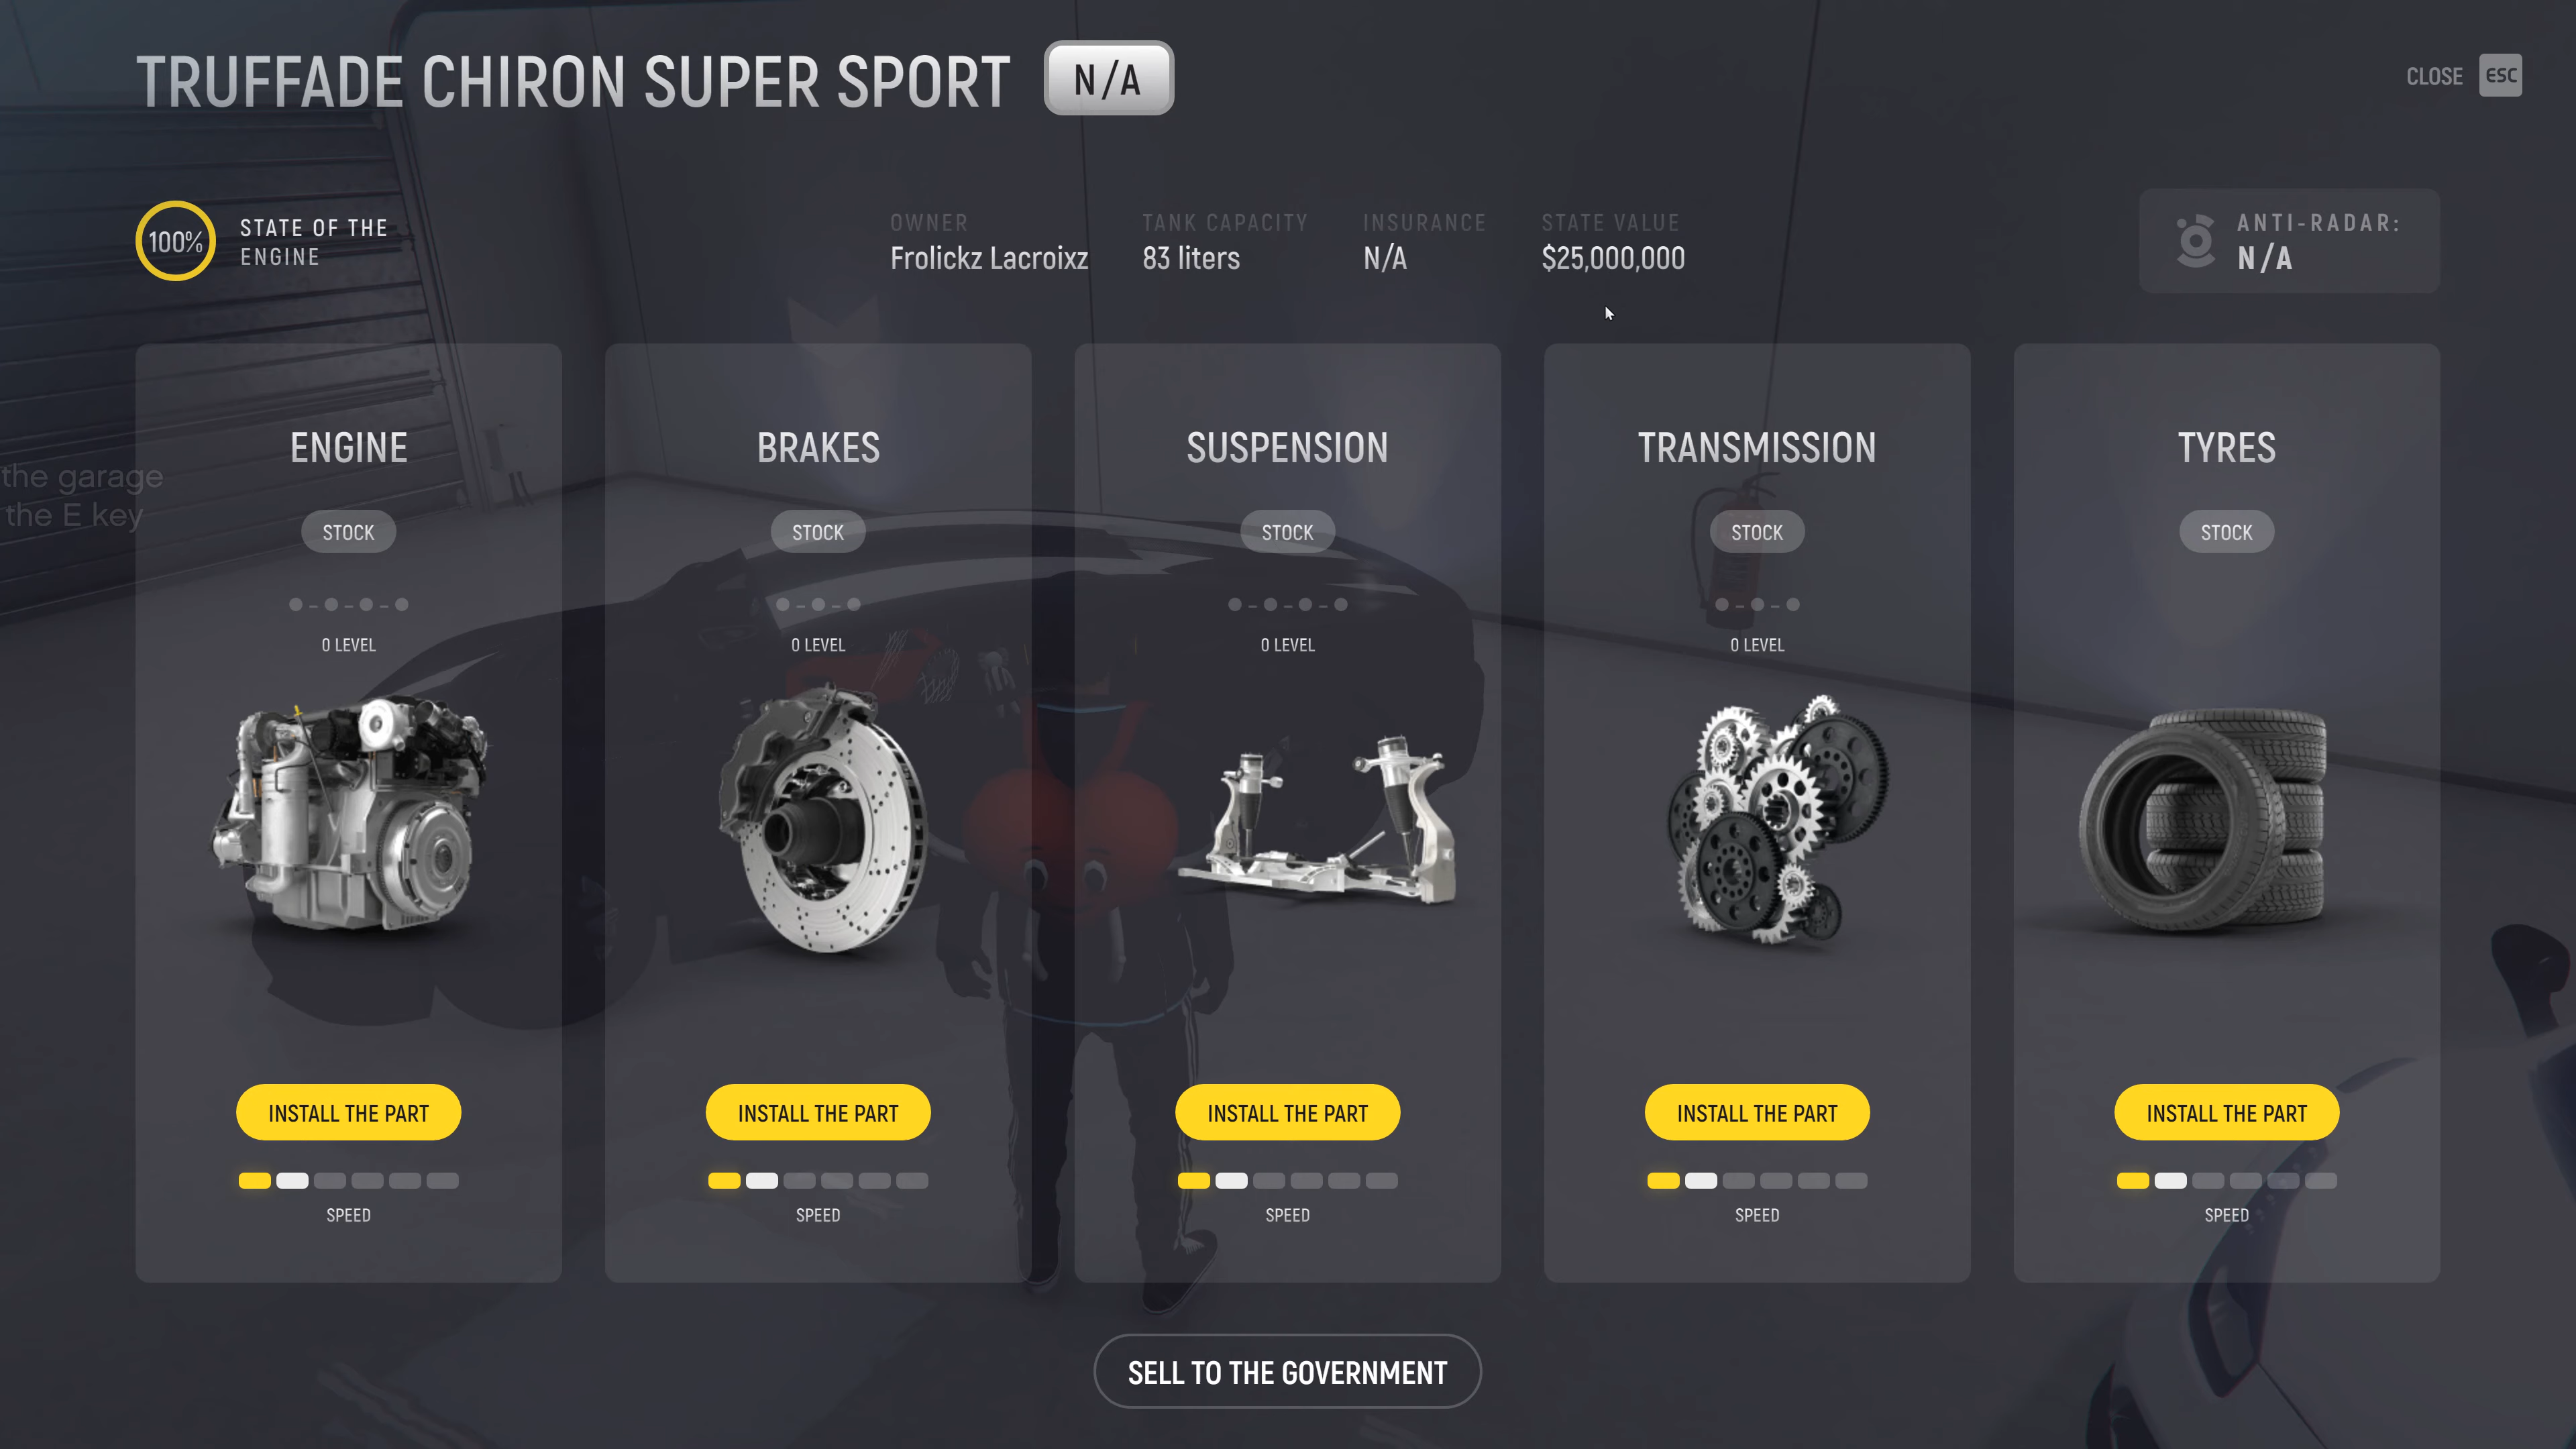 TRUFFADE CHIRON SUPER SPORT N/A
CLOSE ESC
100%
STATE OF THE
ENGINE
OWNER
Frolickz Lacroixz
TANK CAPACITY
83 liters
INSURANCE
N/A
STATE VALUE
$25,000,000
ANTI-RADAR:
N/A
the garage
the E key
ENGINE
STOCK
0 LEVEL
INSTALL THE PART
SPEED
BRAKES
STOCK
0 LEVEL
INSTALL THE PART
SPEED
SUSPENSION
STOCK
0 LEVEL
INSTALL THE PART
SPEED
TRANSMISSION
STOCK
0 LEVEL
INSTALL THE PART
SPEED
TYRES
STOCK
INSTALL THE PART
SPEED
SELL TO THE GOVERNMENT